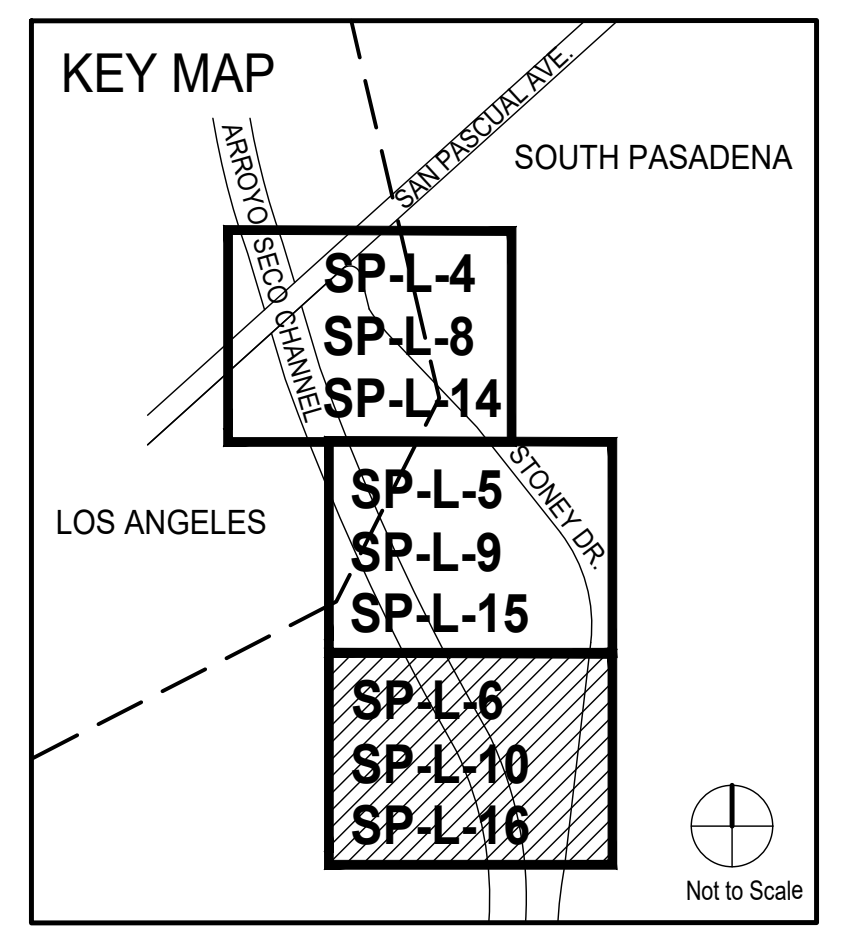 KEY MAP
SAN PASCUAL AVE.
ARROYO SECO CHANNEL
SOUTH PASADENA
SP-L-4
SP-L-8
SP-L-14
STONEY DR.
LOS ANGELES
SP-L-5
SP-L-9
SP-L-15
SP-L-6
SP-L-10
SP-L-16
Not to Scale